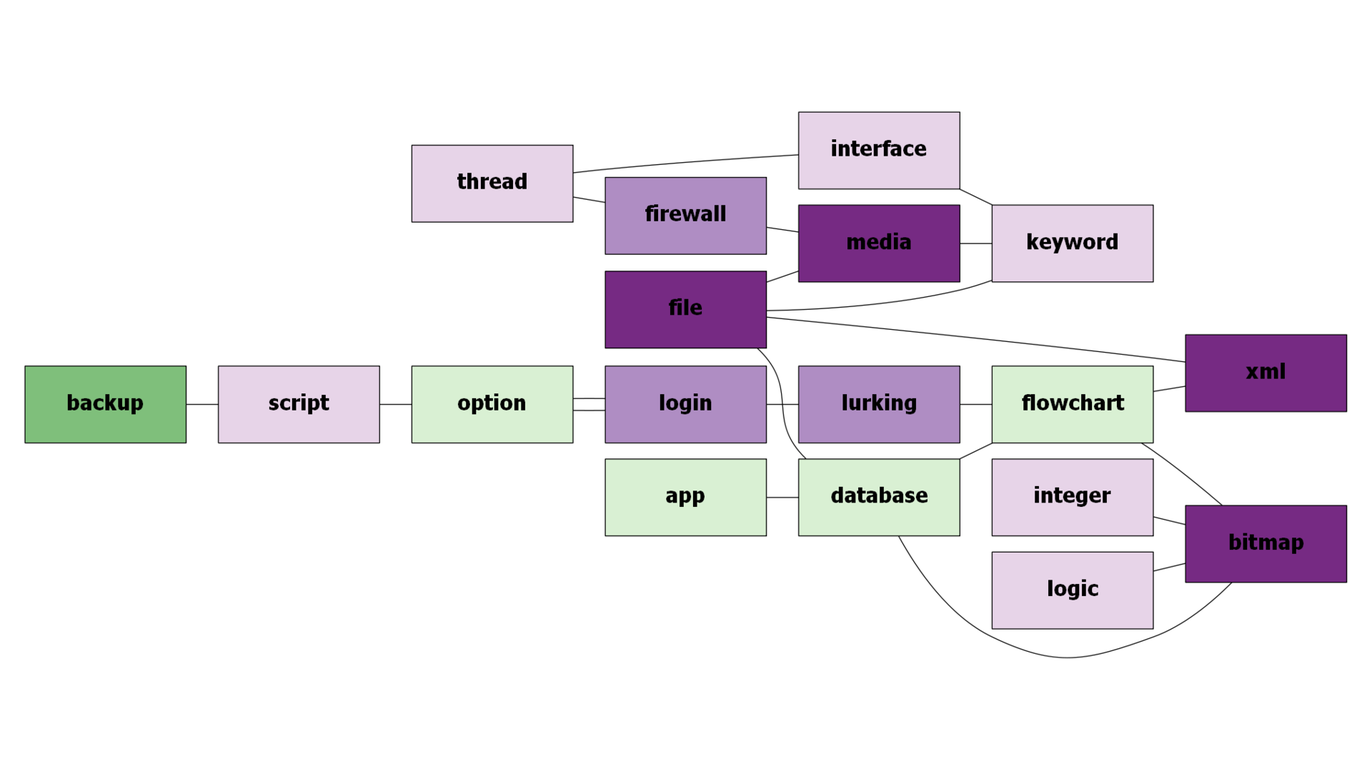 interface
thread
firewall
media
keyword
file
xml
backup
script
option
login
lurking
flowchart
app
database
integer
bitmap
logic